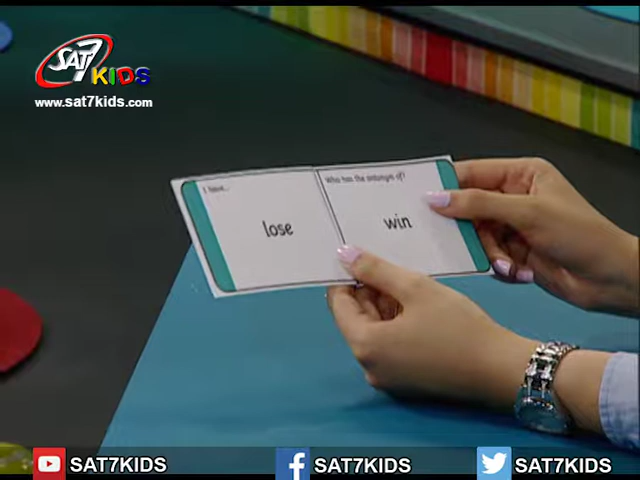 SAT7
KIDS
www.sat7kids.com
I have...
Who has the antonym of?
lose
win
SAT7KIDS
SAT7KIDS
SAT7KIDS